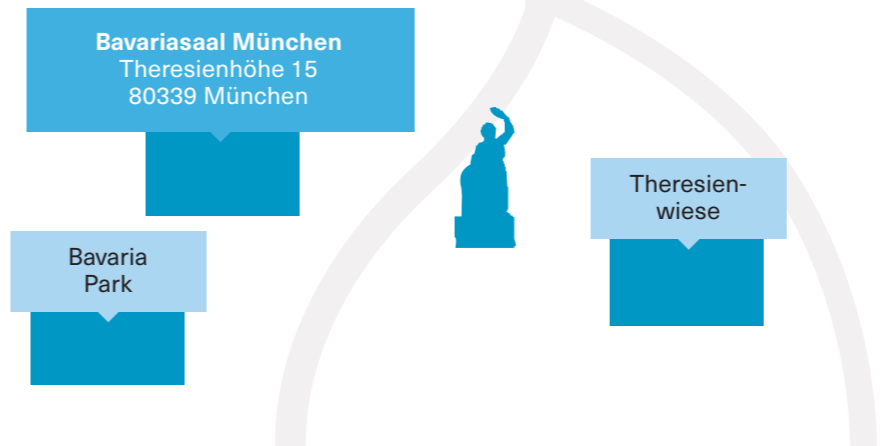 Bavariasaal München
Theresienhöhe 15
80339 München
Theresien-
wiese
Bavaria
Park